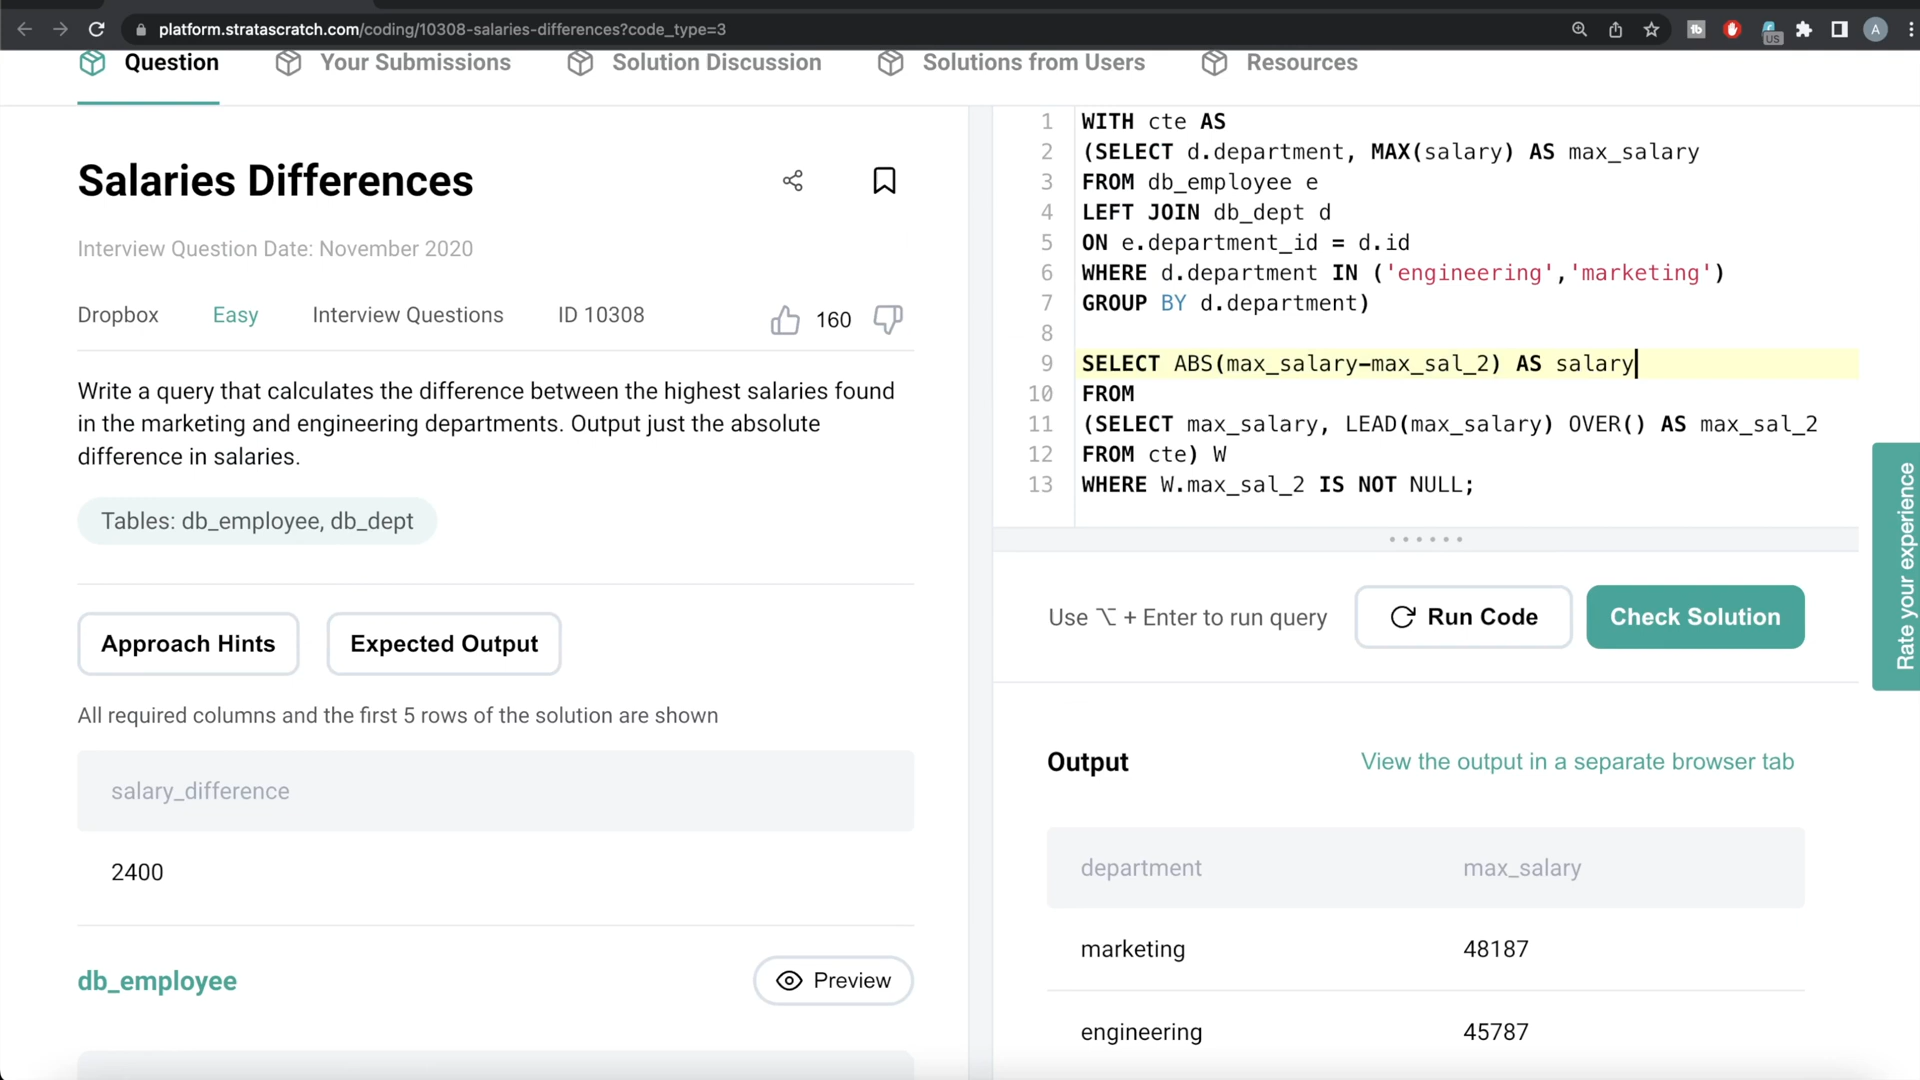 platform.stratascratch.com/coding/10308-salaries-differences?code_type=3
US
A
Question
Your Submissions
Solution Discussion
Solutions from Users
Resources
Salaries Differences
Interview Question Date: November 2020
Dropbox Easy Interview Questions ID 10308 160
Write a query that calculates the difference between the highest salaries found
in the marketing and engineering departments. Output just the absolute
difference in salaries.
Tables: db_employee, db_dept
Approach Hints
Expected Output
All required columns and the first 5 rows of the solution are shown
salary_difference
2400
db_employee
Preview
1 WITH cte AS
2 (SELECT d.department, MAX(salary) AS max_salary
3 FROM db_employee e
4 LEFT JOIN db_dept d
5 ON e.department_id = d.id
6 WHERE d.department IN ('engineering','marketing')
7 GROUP BY d.department)
8
9 SELECT ABS(max_salary-max_sal_2) AS salary
10 FROM
11 (SELECT max_salary, LEAD(max_salary) OVER() AS max_sal_2
12 FROM cte) W
13 WHERE W.max_sal_2 IS NOT NULL;
Use ⌥ + Enter to run query
Run Code
Check Solution
Rate your experience
Output
View the output in a separate browser tab
department max_salary
marketing 48187
engineering 45787